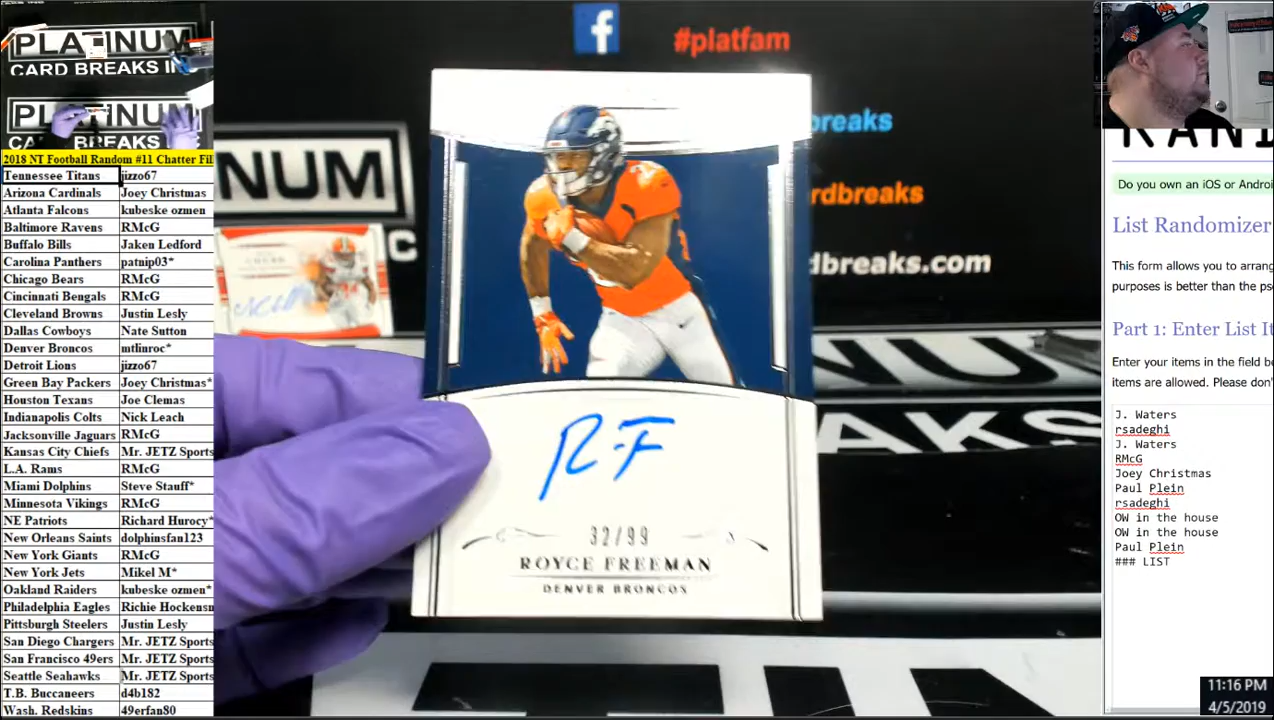 PLATINUM
CARD BREAKS IN
PLATINUM
CARD BREAKS
2018 NT Football Random #11 Chatter Fil
Tennessee Titans jizzo67
Arizona Cardinals Joey Christmas
Atlanta Falcons kubeske ozmen
Baltimore Ravens RMcG
Buffalo Bills Jaken Ledford
Carolina Panthers patnip03*
Chicago Bears RMcG
Cincinnati Bengals RMcG
Cleveland Browns Justin Lesly
Dallas Cowboys Nate Sutton
Denver Broncos mtlinroc*
Detroit Lions jizzo67
Green Bay Packers Joey Christmas*
Houston Texans Joe Clemas
Indianapolis Colts Nick Leach
Jacksonville Jaguars RMcG
Kansas City Chiefs Mr. JETZ Sports
L.A. Rams RMcG
Miami Dolphins Steve Stauff*
Minnesota Vikings RMcG
NE Patriots Richard Hurocy*
New Orleans Saints dolphinsfan123
New York Giants RMcG
New York Jets Mikel M*
Oakland Raiders kubeske ozmen*
Philadelphia Eagles Richie Hockensm
Pittsburgh Steelers Justin Lesly
San Diego Chargers Mr. JETZ Sports
San Francisco 49ers Mr. JETZ Sports
Seattle Seahawks Mr. JETZ Sports
T.B. Buccaneers d4b182
Wash. Redskins 49erfan80
f
#platfam
breaks
rdbreaks
dbreaks.com
NUM
C
NU
AKS
R F
32/99
ROYCE FREEMAN
DENVER BRONCOS
RAND
Do you own an iOS or Androi
List Randomizer
This form allows you to arrang
purposes is better than the pse
Part 1: Enter List It
Enter your items in the field be
items are allowed. Please don'
J. Waters
rsadeghi
J. Waters
RMcG
Joey Christmas
Paul Plein
rsadeghi
OW in the house
OW in the house
Paul Plein
### LIST
11:16 PM
4/5/2019